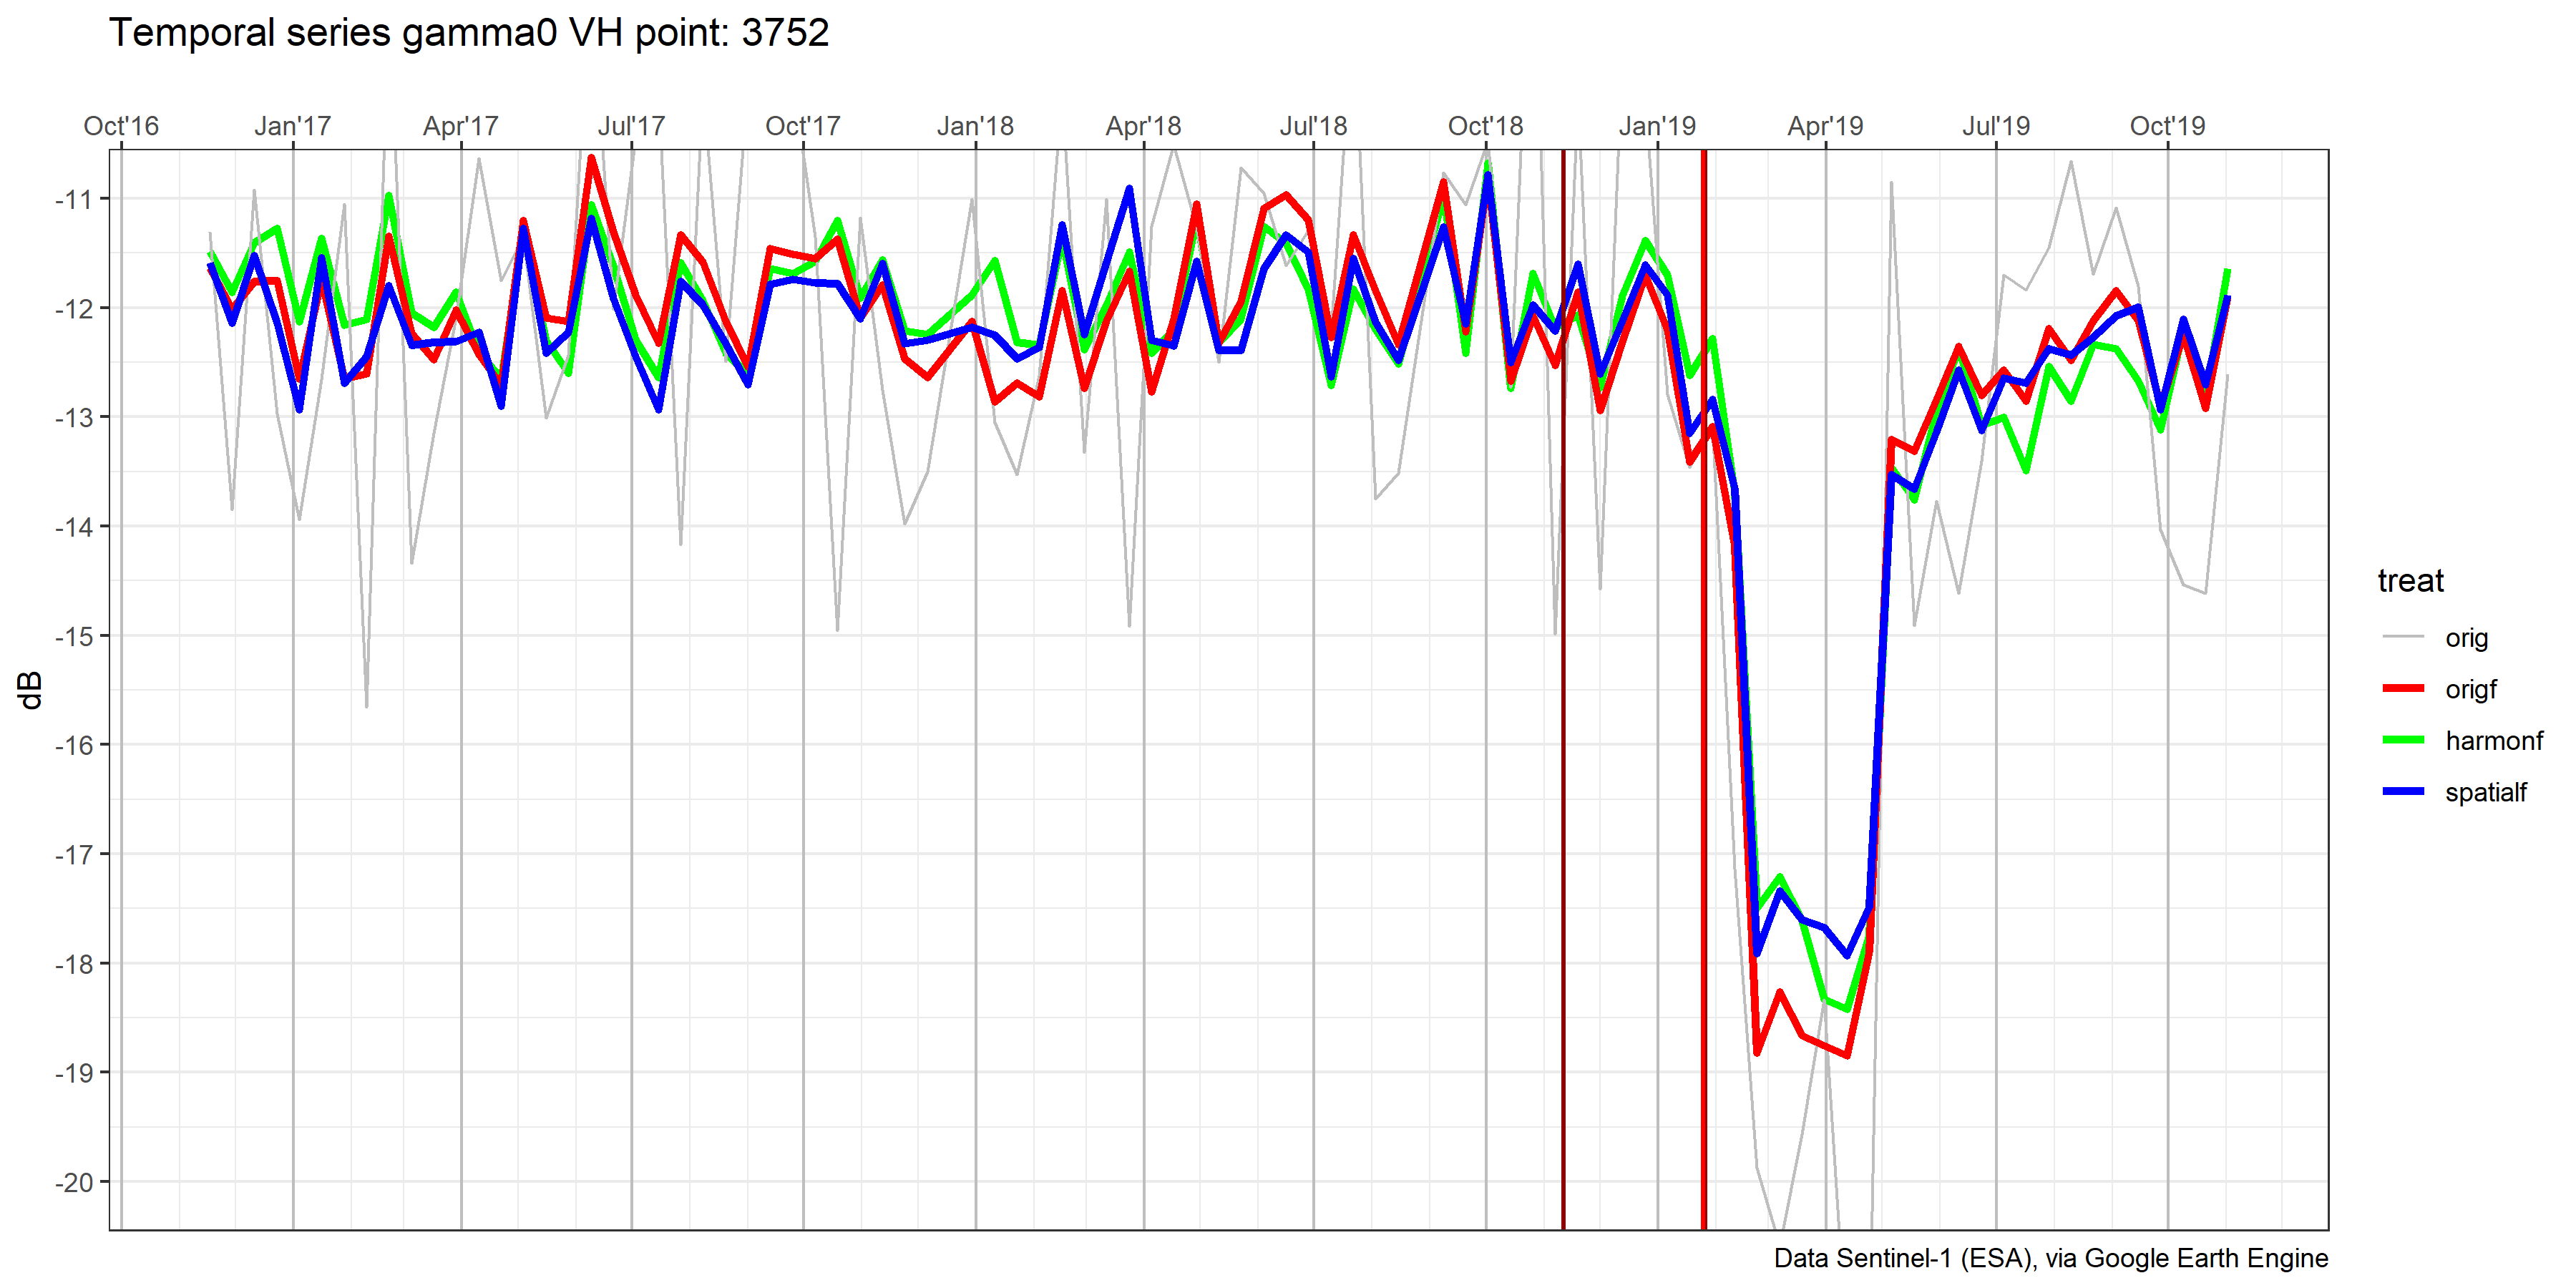 Temporal series gamma0 VH point: 3752
Oct'16 Jan'17 Apr'17 Jul'17 Oct'17 Jan'18 Apr'18 Jul'18 Oct'18 Jan'19 Apr'19 Jul'19 Oct'19
-11
-12
-13
-14
-15
-16
-17
-18
-19
-20
dB
treat
orig
origf
harmonf
spatialf
Data Sentinel-1 (ESA), via Google Earth Engine